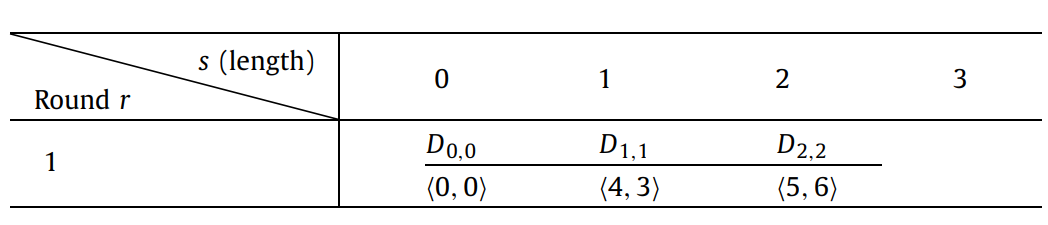 s (length)
Round r
0 1 2 3
D0,0 D1,1 D2,2
1
⟨0, 0⟩ ⟨4, 3⟩ ⟨5, 6⟩